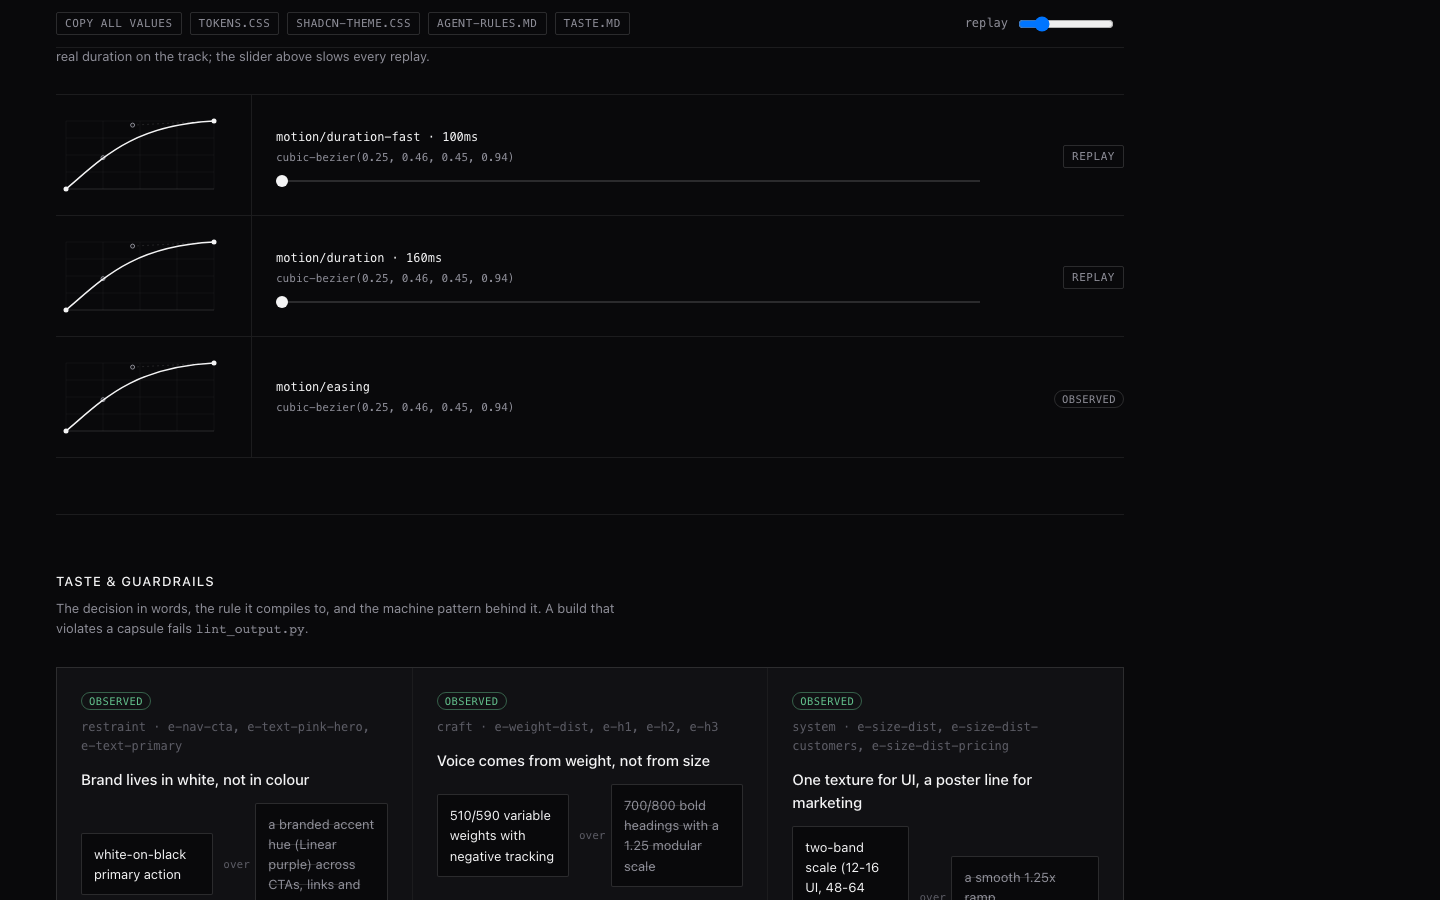 COPY ALL VALUES TOKENS.CSS SHADCN-THEME.CSS AGENT-RULES.MD TASTE.MD replay
real duration on the track; the slider above slows every replay.
motion/duration-fast · 100ms
cubic-bezier(0.25, 0.46, 0.45, 0.94)
REPLAY
motion/duration · 160ms
cubic-bezier(0.25, 0.46, 0.45, 0.94)
REPLAY
motion/easing
cubic-bezier(0.25, 0.46, 0.45, 0.94)
OBSERVED
TASTE & GUARDRAILS
The decision in words, the rule it compiles to, and the machine pattern behind it. A build that
violates a capsule fails lint_output.py.
OBSERVED
restraint · e-nav-cta, e-text-pink-hero,
e-text-primary
Brand lives in white, not in colour
white-on-black
primary action
over
a branded accent
hue (Linear
purple) across
CTAs, links and
OBSERVED
craft · e-weight-dist, e-h1, e-h2, e-h3
Voice comes from weight, not from size
510/590 variable
weights with
negative tracking
over
700/800 bold
headings with a
1.25 modular
scale
OBSERVED
system · e-size-dist, e-size-dist-
customers, e-size-dist-pricing
One texture for UI, a poster line for
marketing
two-band
scale (12-16
UI, 48-64
over
a smooth 1.25x
ramp